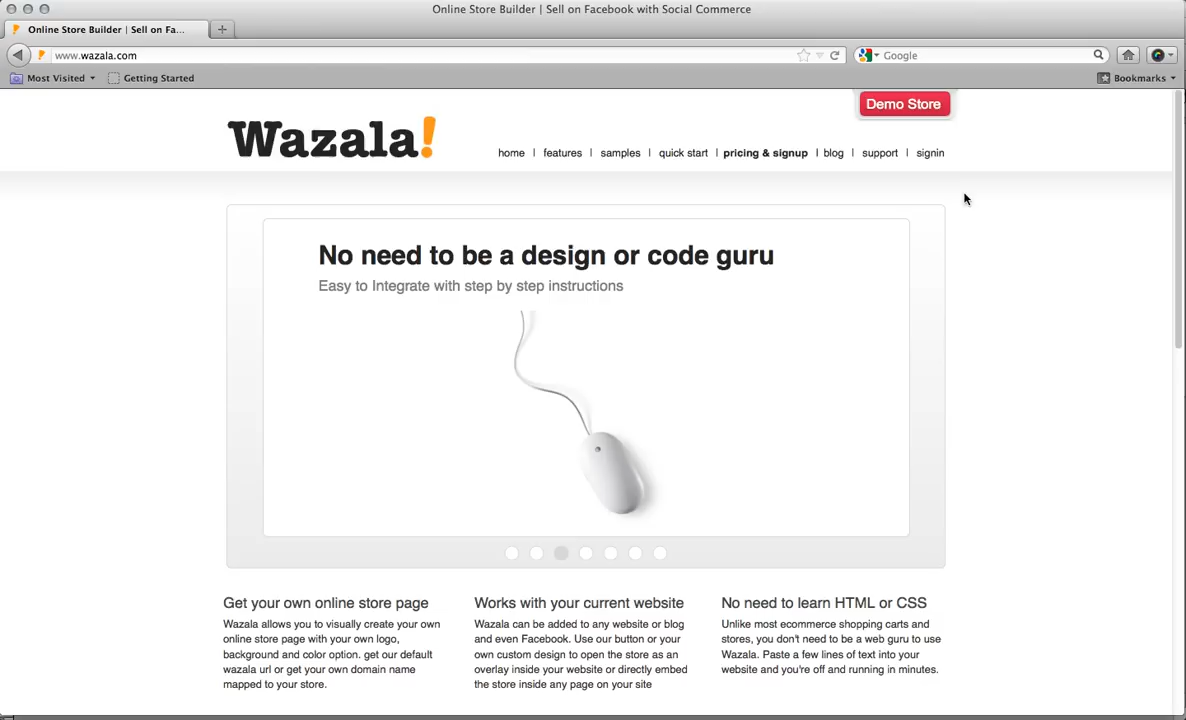 Online Store Builder | Sell on Facebook with Social Commerce
Online Store Builder | Sell on Fa...
www.wazala.com
Google
Most Visited
Getting Started
Bookmarks
Demo Store
Wazala!
home | features | samples | quick start | pricing & signup | blog | support | signin
No need to be a design or code guru
Easy to Integrate with step by step instructions
Get your own online store page
Wazala allows you to visually create your own
online store page with your own logo,
background and color option. get our default
wazala url or get your own domain name
mapped to your store.
Works with your current website
Wazala can be added to any website or blog
and even Facebook. Use our button or your
own custom design to open the store as an
overlay inside your website or directly embed
the store inside any page on your site
No need to learn HTML or CSS
Unlike most ecommerce shopping carts and
stores, you don't need to be a web guru to use
Wazala. Paste a few lines of text into your
website and you're off and running in minutes.